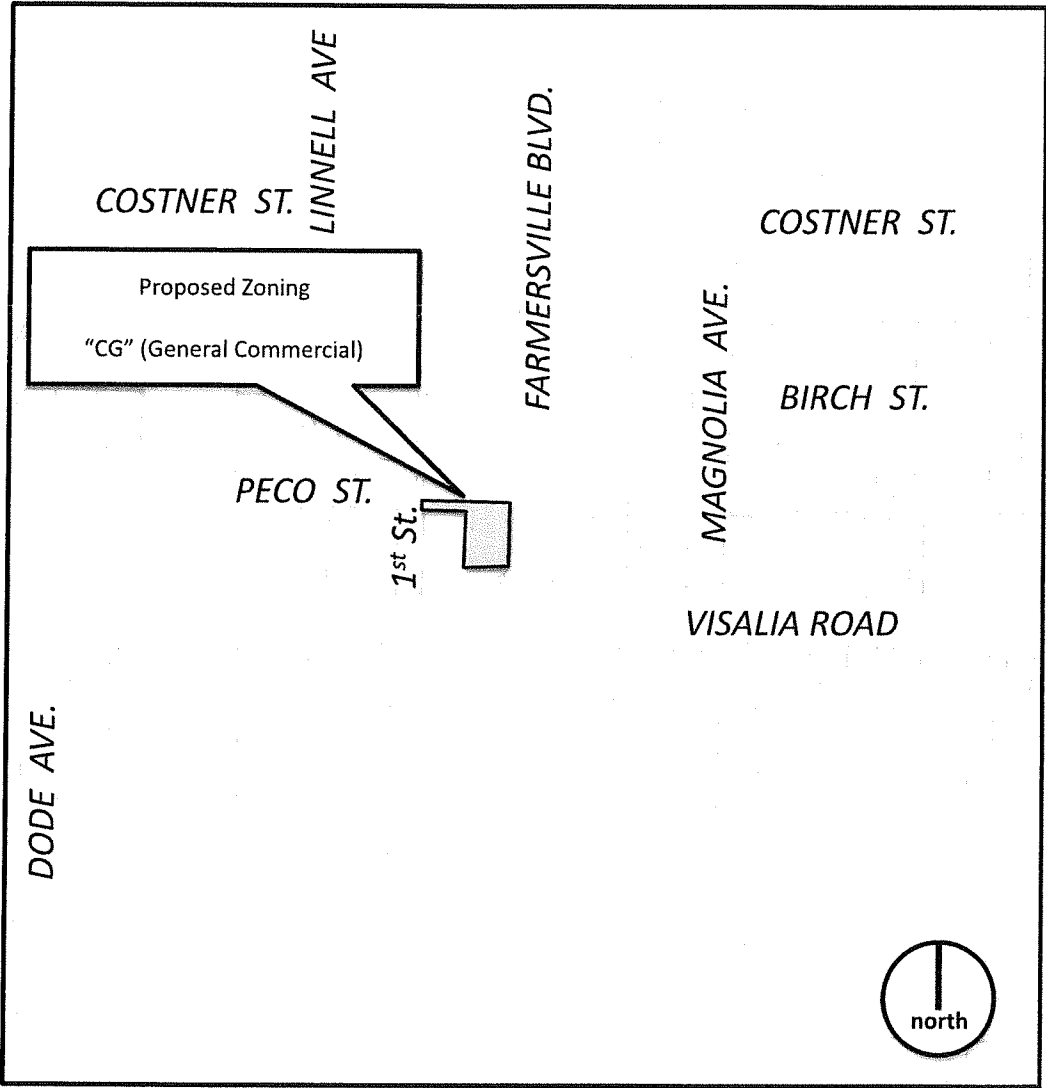 LINNELL AVE
FARMERSVILLE BLVD.
COSTNER ST.
COSTNER ST.
Proposed Zoning
"CG" (General Commercial)
MAGNOLIA AVE.
BIRCH ST.
PECO ST.
1st St.
VISALIA ROAD
DODE AVE.
north